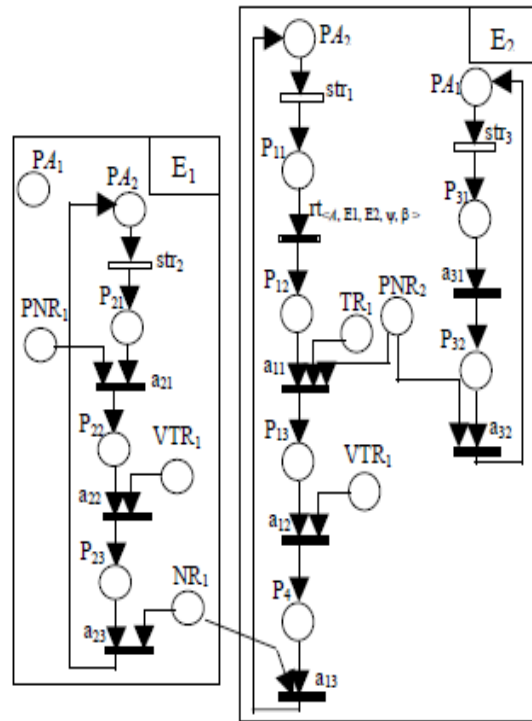 E₁
PA₁
PA₂
str₂
P₂₁
PNR₁
a₂₁
P₂₂
VTR₁
a₂₂
P₂₃
NR₁
a₂₃
E₂
PA₂
str₁
P₁₁
rt<A, E1, E2, ψ, β >
P₁₂
TR₁
PNR₂
a₁₁
P₁₃
VTR₁
a₁₂
P₄
a₁₃
PA₁
str₃
P₃₁
a₃₁
P₃₂
a₃₂